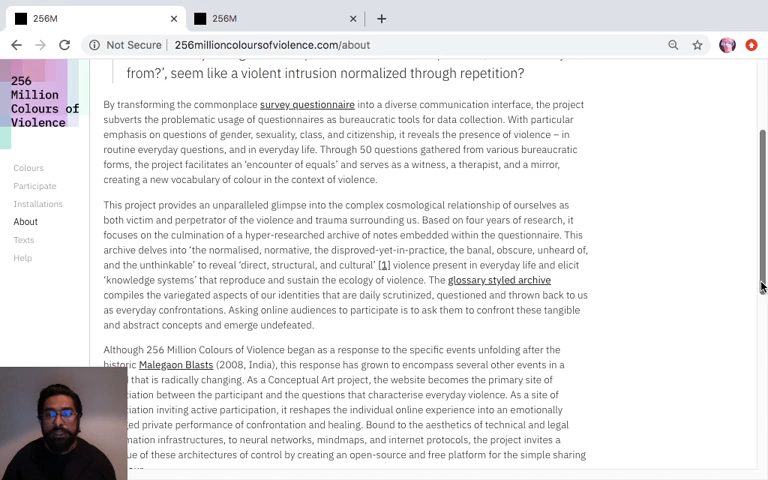 256M
256M
Not Secure
256millioncoloursofviolence.com/about
from?', seem like a violent intrusion normalized through repetition?
256
Million
Colours of
Violence
Colours
Participate
Installations
About
Texts
Help
By transforming the commonplace survey questionnaire into a diverse communication interface, the project
subverts the problematic usage of questionnaires as bureaucratic tools for data collection. With particular
emphasis on questions of gender, sexuality, class, and citizenship, it reveals the presence of violence – in
routine everyday questions, and in everyday life. Through 50 questions gathered from various bureaucratic
forms, the project facilitates an 'encounter of equals' and serves as a witness, a therapist, and a mirror,
creating a new vocabulary of colour in the context of violence.
This project provides an unparalleled glimpse into the complex cosmological relationship of ourselves as
both victim and perpetrator of the violence and trauma surrounding us. Based on four years of research, it
focuses on the culmination of a hyper-researched archive of notes embedded within the questionnaire. This
archive delves into 'the normalised, normative, the disproved-yet-in-practice, the banal, obscure, unheard of,
and the unthinkable' to reveal 'direct, structural, and cultural' [1] violence present in everyday life and elicit
'knowledge systems' that reproduce and sustain the ecology of violence. The glossary styled archive
compiles the variegated aspects of our identities that are daily scrutinized, questioned and thrown back to us
as everyday confrontations. Asking online audiences to participate is to ask them to confront these tangible
and abstract concepts and emerge undefeated.
Although 256 Million Colours of Violence began as a response to the specific events unfolding after the
historic Malegaon Blasts (2008, India), this response has grown to encompass several other events in a
that is radically changing. As a Conceptual Art project, the website becomes the primary site of
between the participant and the questions that characterise everyday violence. As a site of
inviting active participation, it reshapes the individual online experience into an emotionally
private performance of confrontation and healing. Bound to the aesthetics of technical and legal
infrastructures, to neural networks, mindmaps, and internet protocols, the project invites a
of these architectures of control by creating an open-source and free platform for the simple sharing